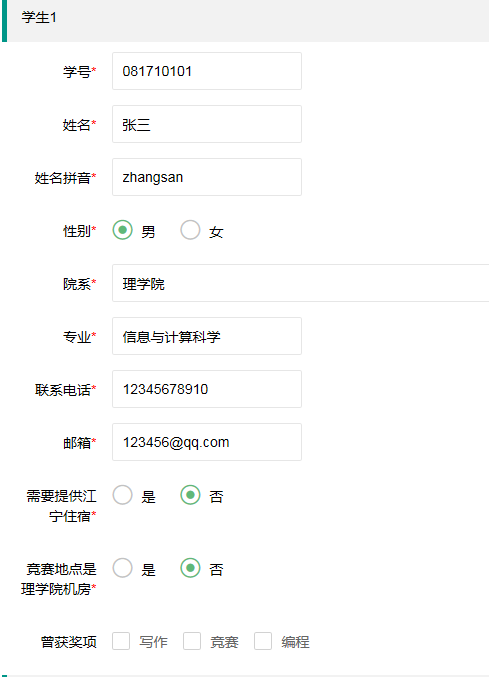 学生1
学号* 081710101
姓名* 张三
姓名拼音* zhangsan
性别* 男 女
院系* 理学院
专业* 信息与计算科学
联系电话* 12345678910
邮箱* 123456@qq.com
需要提供江
宁住宿* 是 否
竞赛地点是
理学院机房* 是 否
曾获奖项 写作 竞赛 编程